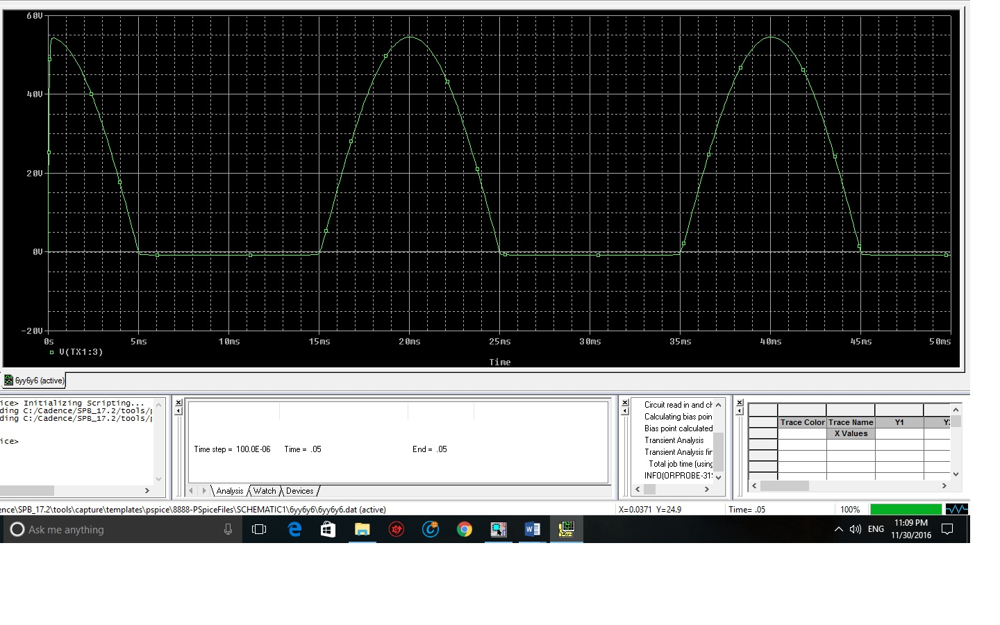 60V
40V
20V
0V
-20V
0s 5ms 10ms 15ms 20ms 25ms 30ms 35ms 40ms 45ms 50ms
V(TX1:3)
Time
6yy6y6 (active)
ice> Initializing Scripting...
ding C:/Cadence/SPB_17.2/tools/p
ding C:/Cadence/SPB_17.2/tools/p
ice>
Time step = 100.0E-06 Time = .05 End = .05
Analysis Watch Devices
Circuit read in and ch
Calculating bias poin
Bias point calculated
Transient Analysis
Transient Analysis fin
Total job time (using
INFO(ORPROBE-319
Trace Color Trace Name Y1 Y
X Values
ence\SPB_17.2\tools\capture\templates\pspice\8888-PSpiceFiles\SCHEMATIC1\6yy6y6\6yy6y6.dat (active)
X=0.0371 Y=24.9
Time= .05
100%
Ask me anything
ENG
11:09 PM
11/30/2016